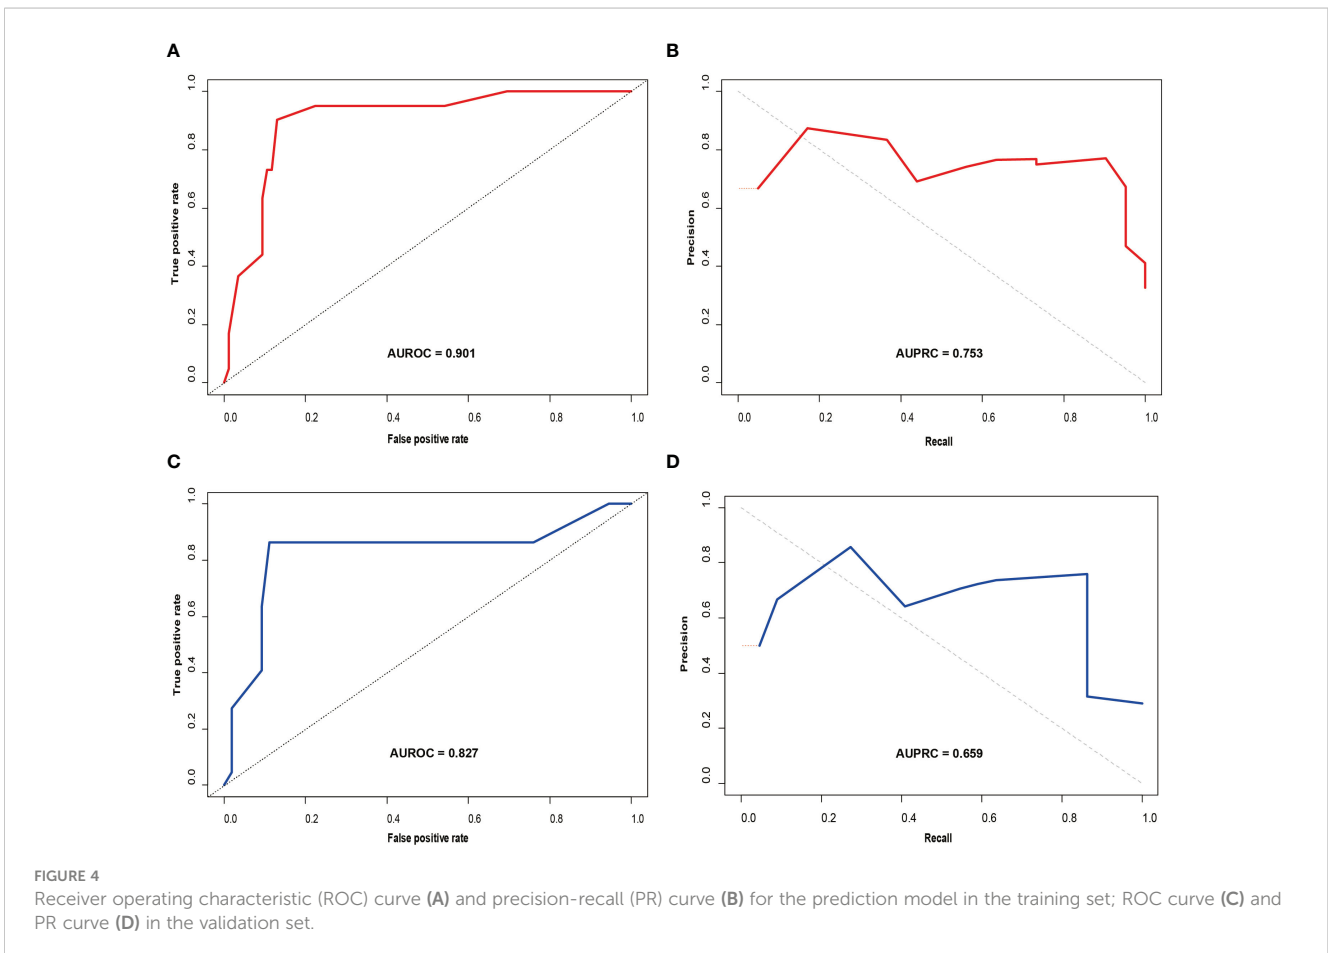 A
B
1.0
0.8
0.6
0.4
0.2
0.0
True positive rate
AUROC = 0.901
0.0 0.2 0.4 0.6 0.8 1.0
False positive rate
1.0
0.8
0.6
0.4
0.2
0.0
Precision
AUPRC = 0.753
0.0 0.2 0.4 0.6 0.8 1.0
Recall
C
D
1.0
0.8
0.6
0.4
0.2
0.0
True positive rate
AUROC = 0.827
0.0 0.2 0.4 0.6 0.8 1.0
False positive rate
1.0
0.8
0.6
0.4
0.2
0.0
Precision
AUPRC = 0.659
0.0 0.2 0.4 0.6 0.8 1.0
Recall
FIGURE 4
Receiver operating characteristic (ROC) curve (A) and precision-recall (PR) curve (B) for the prediction model in the training set; ROC curve (C) and
PR curve (D) in the validation set.